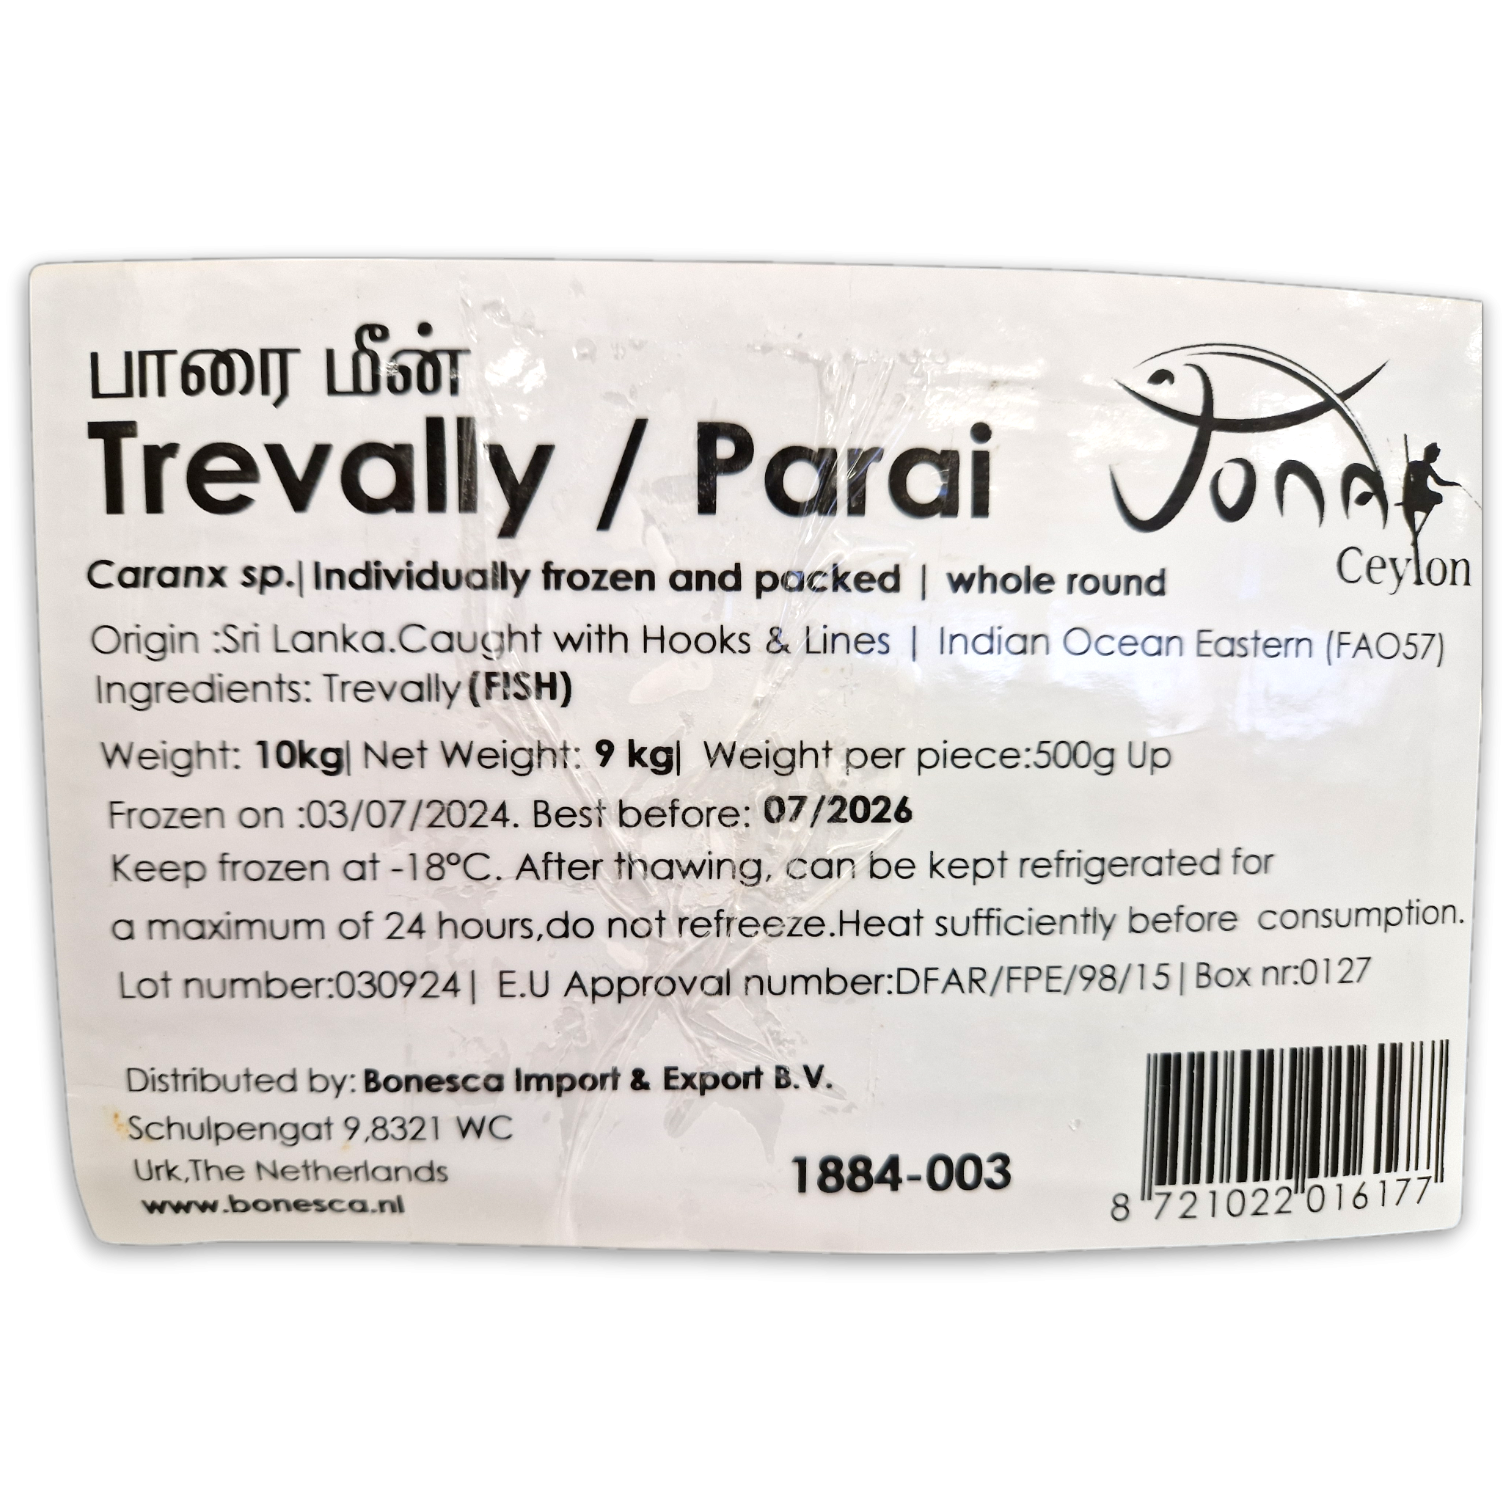 பாரை மீன்
Trevally / Parai
Jona
Ceylon
Caranx sp.| Individually frozen and packed | whole round
Origin :Sri Lanka.Caught with Hooks & Lines | Indian Ocean Eastern (FAO57)
Ingredients: Trevally (FISH)
Weight: 10kg| Net Weight: 9 kg| Weight per piece:500g Up
Frozen on :03/07/2024. Best before: 07/2026
Keep frozen at -18°C. After thawing, can be kept refrigerated for
a maximum of 24 hours,do not refreeze.Heat sufficiently before consumption.
Lot number:030924| E.U Approval number:DFAR/FPE/98/15| Box nr:0127
Distributed by: Bonesca Import & Export B.V.
Schulpengat 9,8321 WC
Urk,The Netherlands
www.bonesca.nl
1884-003
8 721022 016177